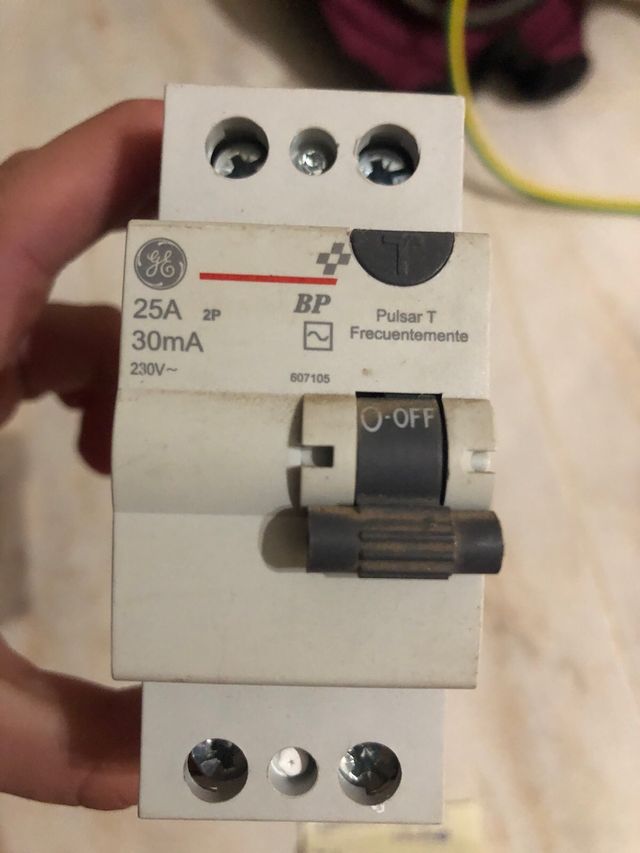 GE
T
25A 2P
BP
30mA
Pulsar T
Frecuentemente
230V~
607105
O-OFF